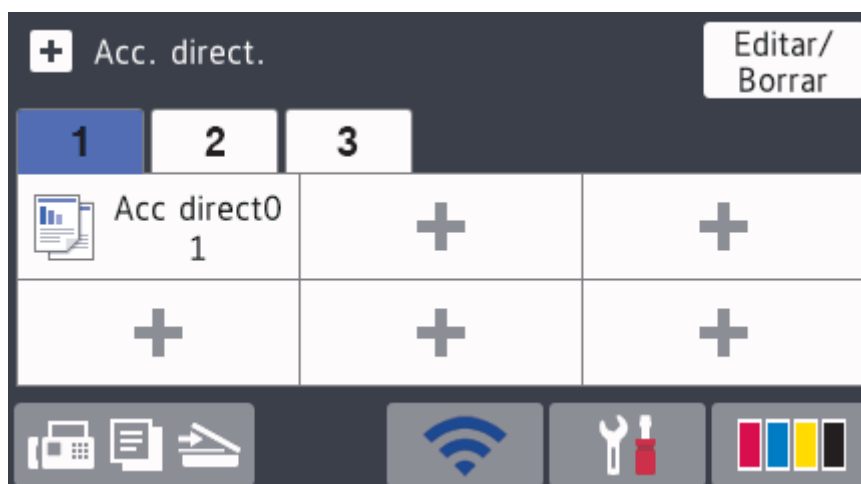 Acc. direct.
Editar/
Borrar
1
2
3
Acc direct0
1